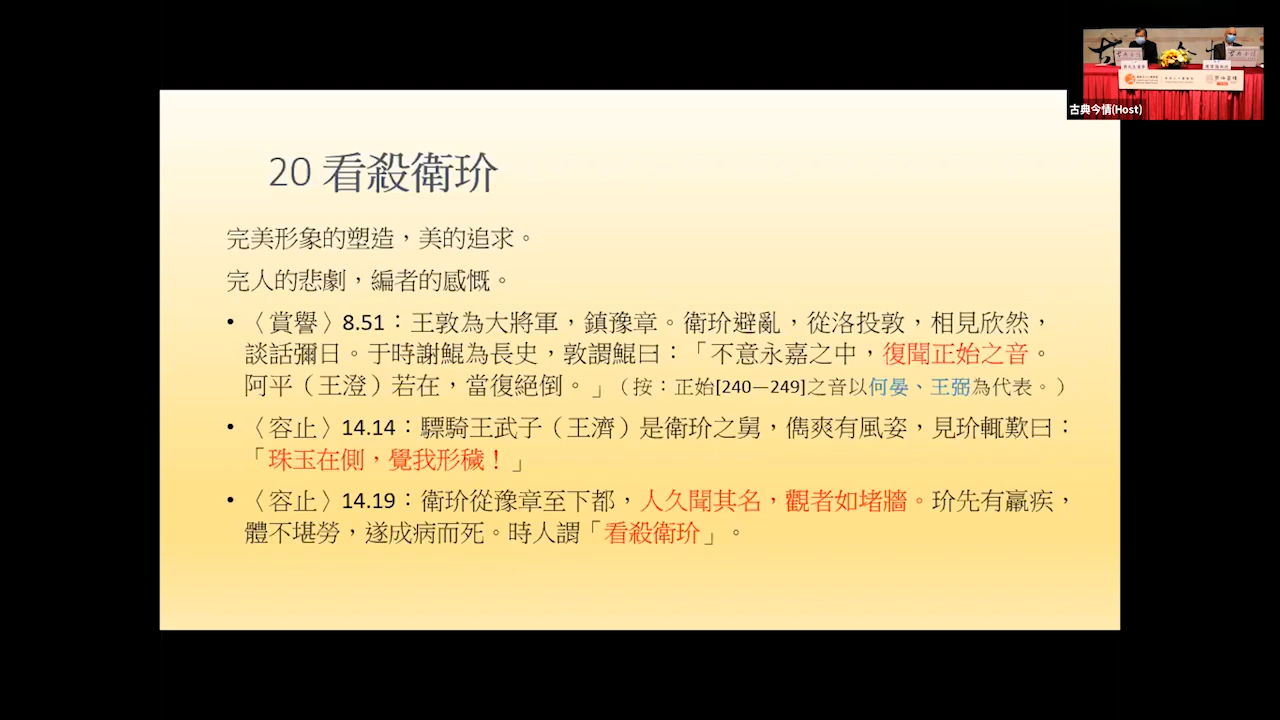 古典今情(Host)
20 看殺衛玠
完美形象的塑造，美的追求。
完人的悲劇，編者的感慨。
• 〈賞譽〉8.51：王敦為大將軍，鎮豫章。衛玠避亂，從洛投敦，相見欣然，
談話彌日。于時謝鯤為長史，敦謂鯤曰：「不意永嘉之中，復聞正始之音。
阿平（王澄）若在，當復絕倒。」（按：正始[240—249]之音以何晏、王弼為代表。）
• 〈容止〉14.14：驃騎王武子（王濟）是衛玠之舅，儁爽有風姿，見玠輒歎曰：
「珠玉在側，覺我形穢！」
• 〈容止〉14.19：衛玠從豫章至下都，人久聞其名，觀者如堵牆。玠先有羸疾，
體不堪勞，遂成病而死。時人謂「看殺衛玠」。